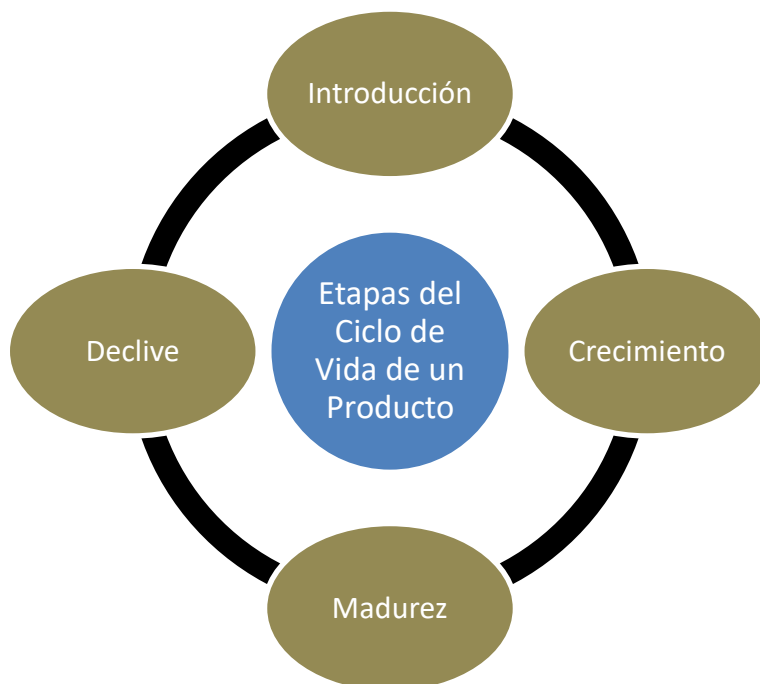 Introducción
Etapas del
Ciclo de
Vida de un
Producto
Declive
Crecimiento
Madurez